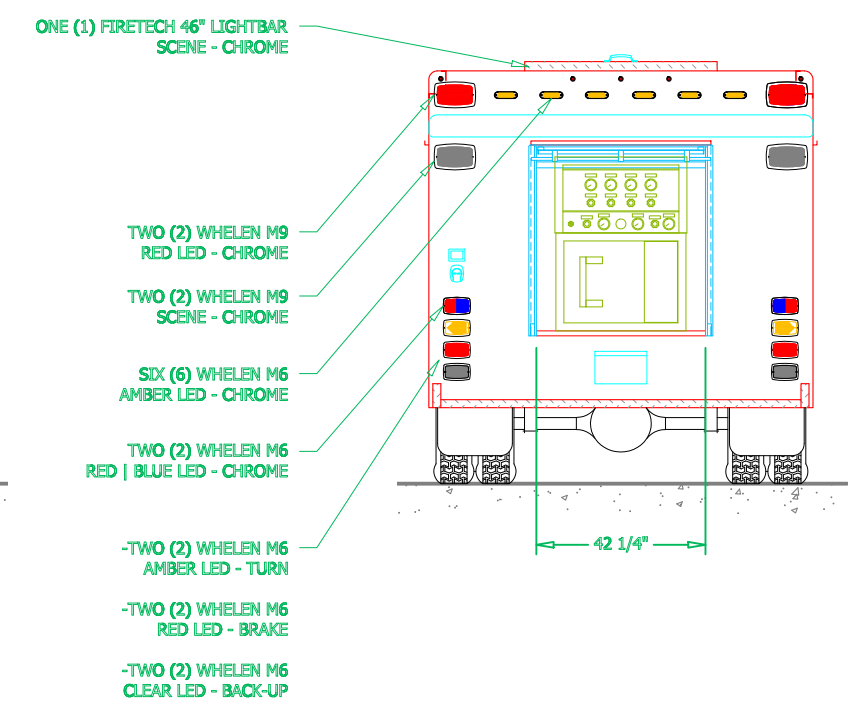 ONE (1) FIRETECH 46" LIGHTBAR
SCENE - CHROME
TWO (2) WHELEN M9
RED LED - CHROME
TWO (2) WHELEN M9
SCENE - CHROME
SIX (6) WHELEN M6
AMBER LED - CHROME
TWO (2) WHELEN M6
RED | BLUE LED - CHROME
-TWO (2) WHELEN M6
AMBER LED - TURN
-TWO (2) WHELEN M6
RED LED - BRAKE
-TWO (2) WHELEN M6
CLEAR LED - BACK-UP
42 1/4"